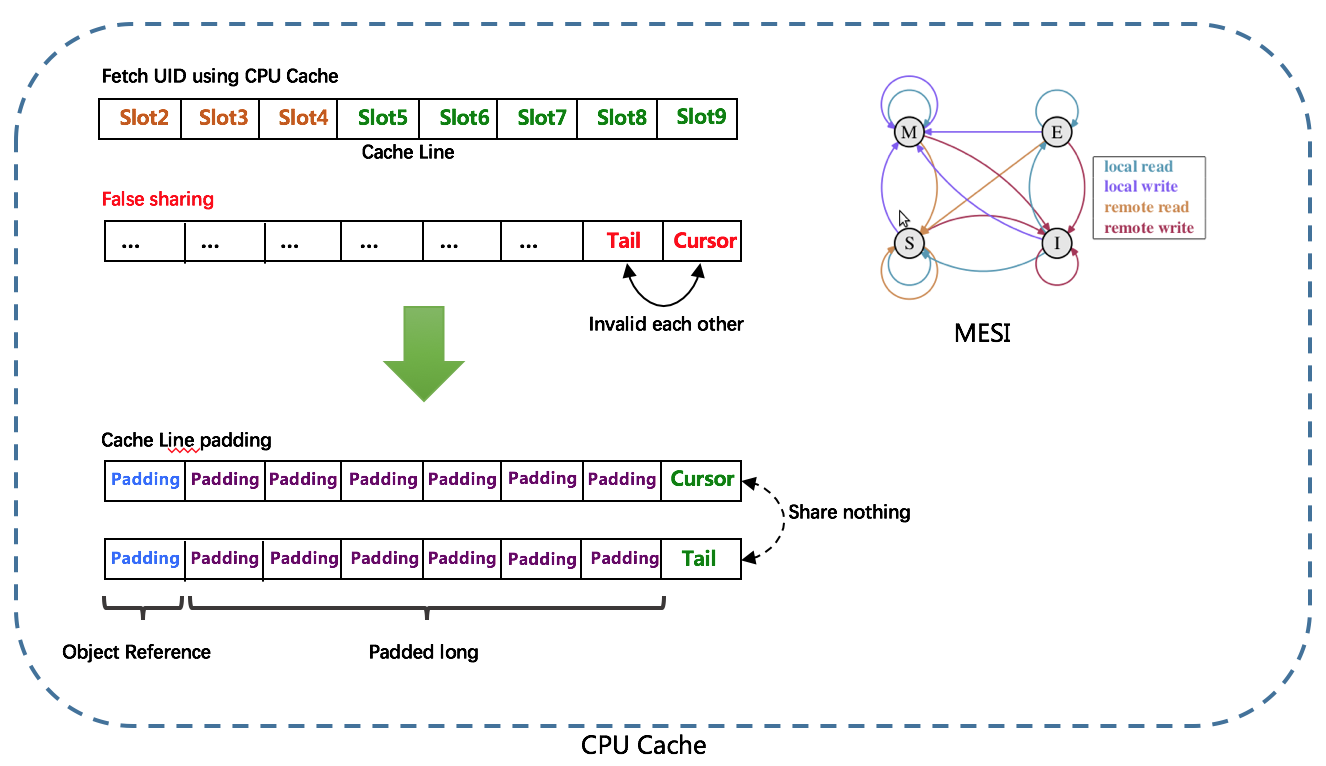 Fetch UID using CPU Cache
Slot2 Slot3 Slot4 Slot5 Slot6 Slot7 Slot8 Slot9
Cache Line
False sharing
... ... ... ... ... ... Tail Cursor
Invalid each other
M E
S I
local read
local write
remote read
remote write
MESI
Cache Line padding
Padding Padding Padding Padding Padding Padding Padding Cursor
Share nothing
Padding Padding Padding Padding Padding Padding Padding Tail
Object Reference Padded long
CPU Cache